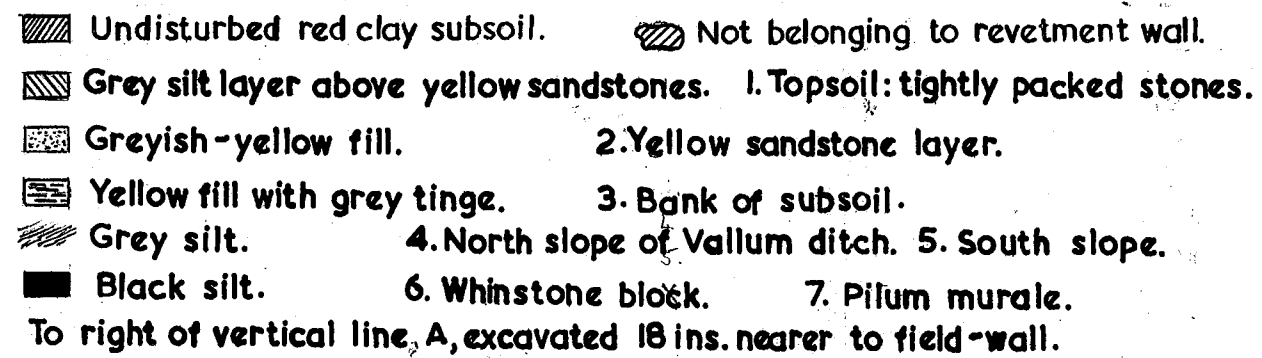 Undisturbed red clay subsoil. Not belonging to revetment wall.
Grey silt layer above yellow sandstones. 1. Topsoil: tightly packed stones.
Greyish-yellow fill. 2. Yellow sandstone layer.
Yellow fill with grey tinge. 3. Bank of subsoil.
Grey silt. 4. North slope of Vallum ditch. 5. South slope.
Black silt. 6. Whinstone block. 7. Pilum murale.
To right of vertical line, A, excavated 18 ins. nearer to field-wall.